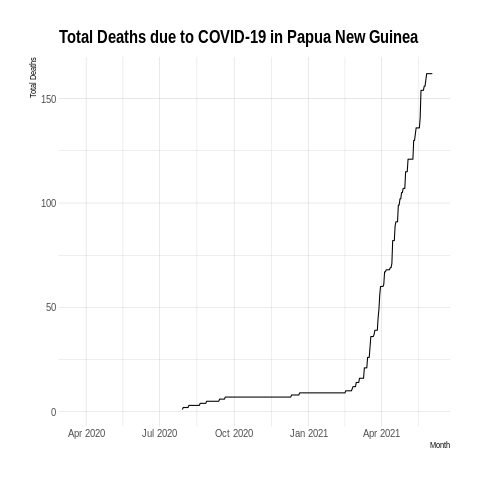 Total Deaths due to COVID-19 in Papua New Guinea
Total Deaths
150
100
50
0
Apr 2020 Jul 2020 Oct 2020 Jan 2021 Apr 2021
Month